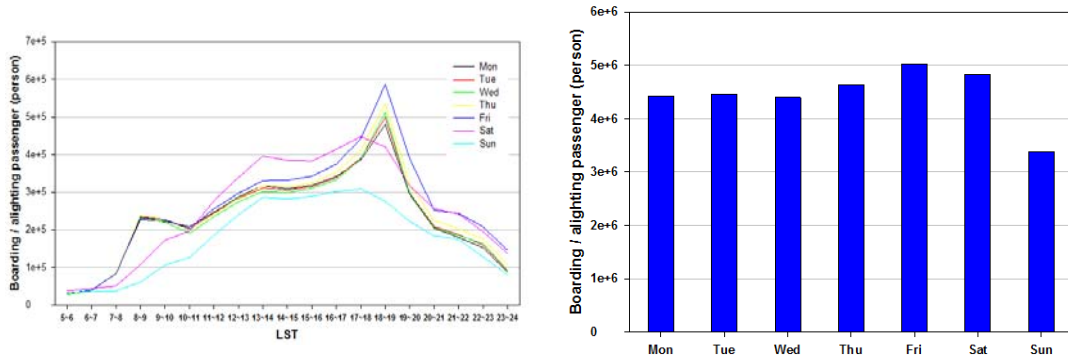 Boarding / alighting passenger (person)
7e+5
6e+5
5e+5
4e+5
3e+5
2e+5
1e+5
0
Mon
Tue
Wed
Thu
Fri
Sat
Sun
5~6 6~7 7~8 8~9 9~10 10~11 11~12 12~13 13~14 14~15 15~16 16~17 17~18 18~19 19~20 20~21 21~22 22~23 23~24
LST
Boarding / alighting passenger (person)
6e+6
5e+6
4e+6
3e+6
2e+6
1e+6
0
Mon Tue Wed Thu Fri Sat Sun